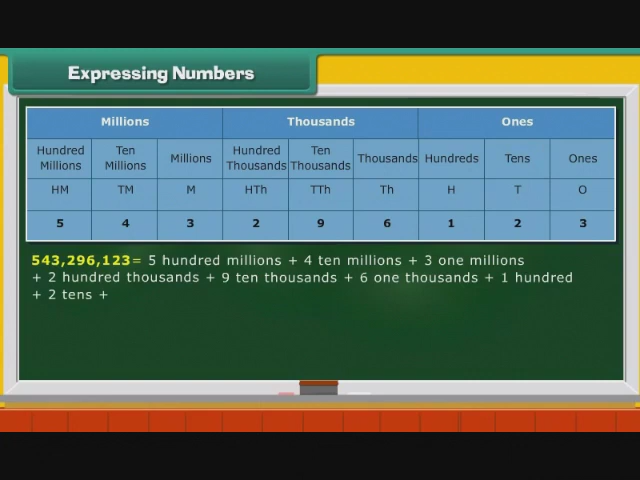 Expressing Numbers
Millions Thousands Ones
Hundred Millions Ten Millions Millions Hundred Thousands Ten Thousands Thousands Hundreds Tens Ones
HM TM M HTh TTh Th H T O
5 4 3 2 9 6 1 2 3
543,296,123= 5 hundred millions + 4 ten millions + 3 one millions
+ 2 hundred thousands + 9 ten thousands + 6 one thousands + 1 hundred
+ 2 tens +